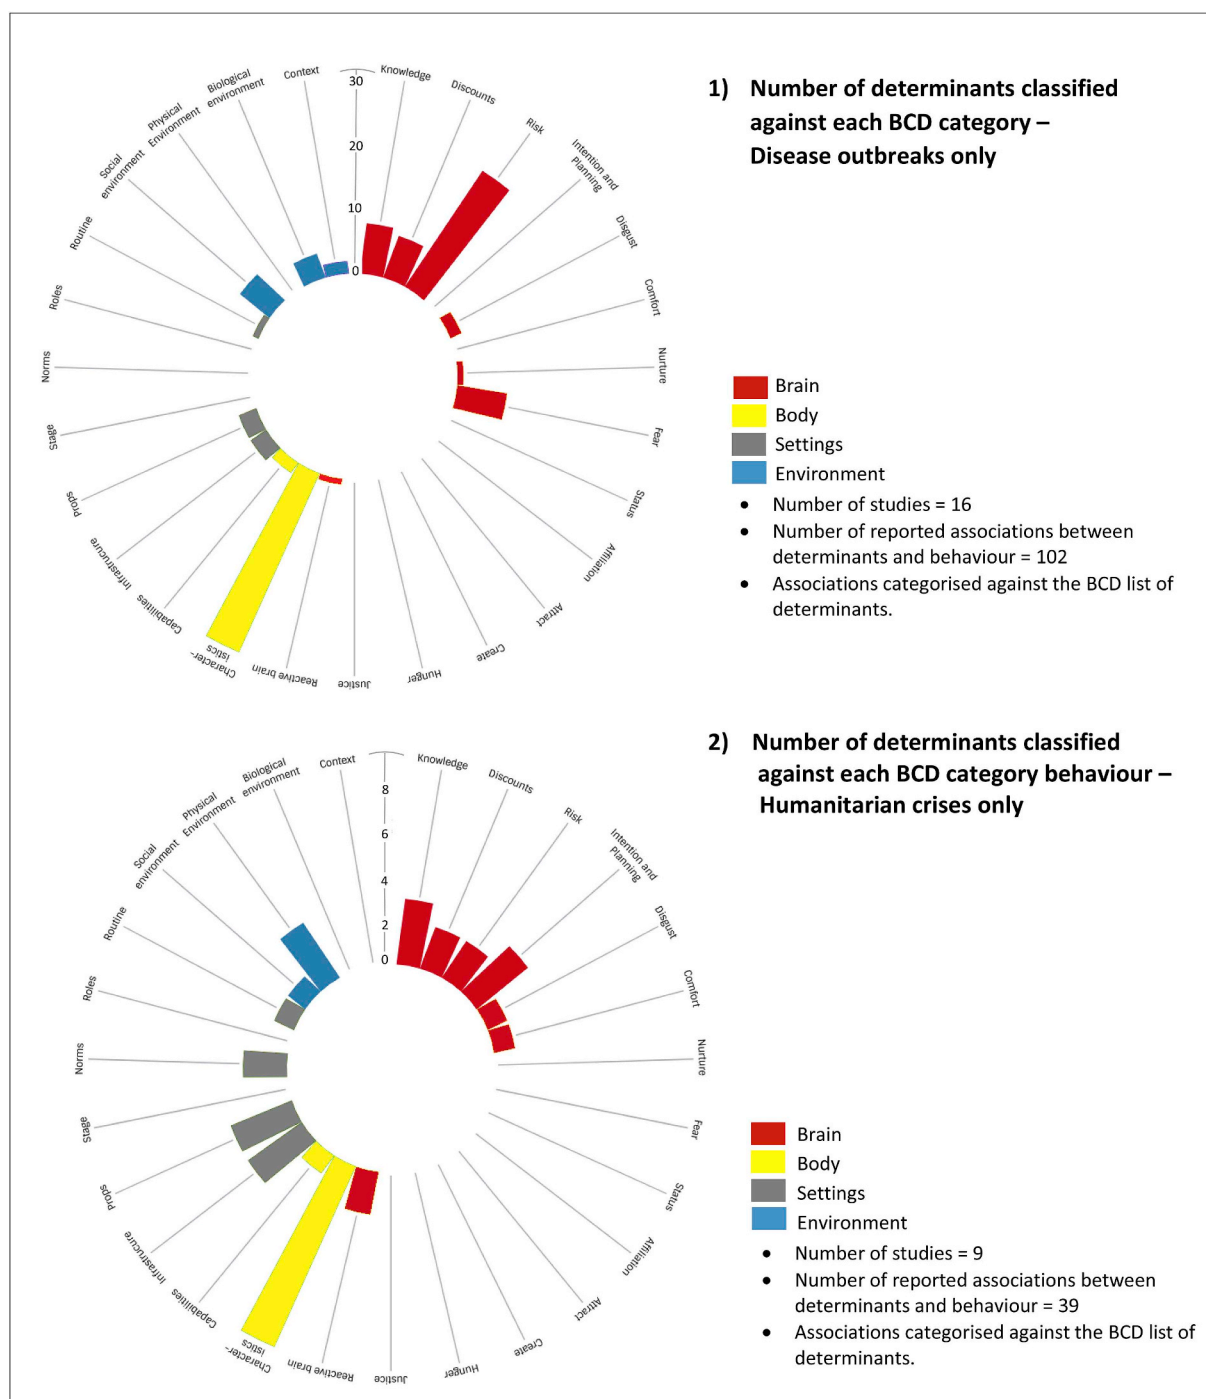 1) Number of determinants classified
against each BCD category –
Disease outbreaks only
30
20
10
0
Knowledge
Discounts
Risk
Intention and
Planning
Disgust
Comfort
Nurture
Fear
Status
Affiliation
Attract
Create
Hunger
Justice
Reactive brain
Character-
istics
Capabilities
Infrastrucure
Props
Stage
Norms
Roles
Routine
Social
environment
Physical
Environment
Biological
environment
Context
Brain
Body
Settings
Environment
• Number of studies = 16
• Number of reported associations between
determinants and behaviour = 102
• Associations categorised against the BCD list of
determinants.
2) Number of determinants classified
against each BCD category behaviour –
Humanitarian crises only
8
6
4
2
0
Knowledge
Discounts
Risk
Intention and
Planning
Disgust
Comfort
Nurture
Fear
Status
Affiliation
Attract
Create
Hunger
Justice
Reactive brain
Character-
istics
Capabilities
Infrastrucure
Props
Stage
Norms
Roles
Routine
Social
environment
Physical
Environment
Biological
environment
Context
Brain
Body
Settings
Environment
• Number of studies = 9
• Number of reported associations between
determinants and behaviour = 39
• Associations categorised against the BCD list of
determinants.